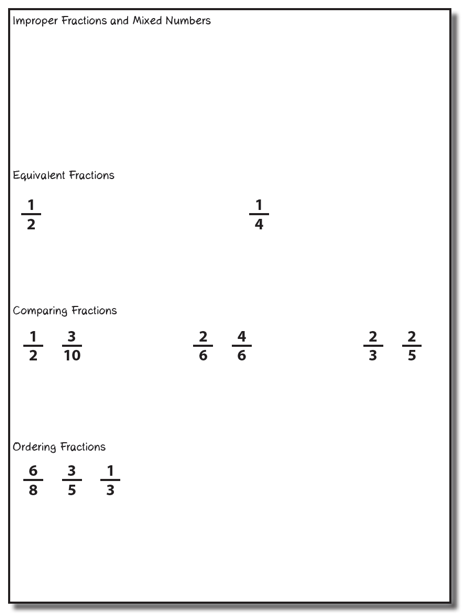 Improper Fractions and Mixed Numbers
Equivalent Fractions
1/2 1/4
Comparing Fractions
1/2 3/10 2/6 4/6 2/3 2/5
Ordering Fractions
6/8 3/5 1/3